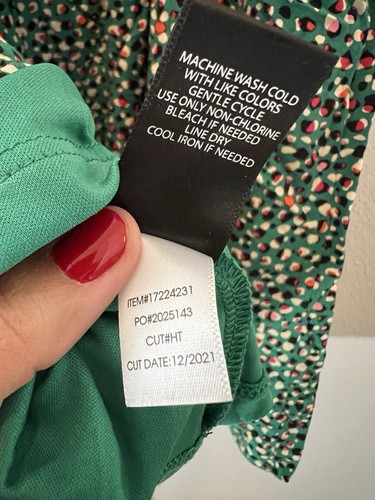 MACHINE WASH COLD
WITH LIKE COLORS
GENTLE CYCLE
USE ONLY NON-CHLORINE
BLEACH IF NEEDED
LINE DRY
COOL IRON IF NEEDED
ITEM#17224231
PO#2025143
CUT#HT
CUT DATE:12/2021